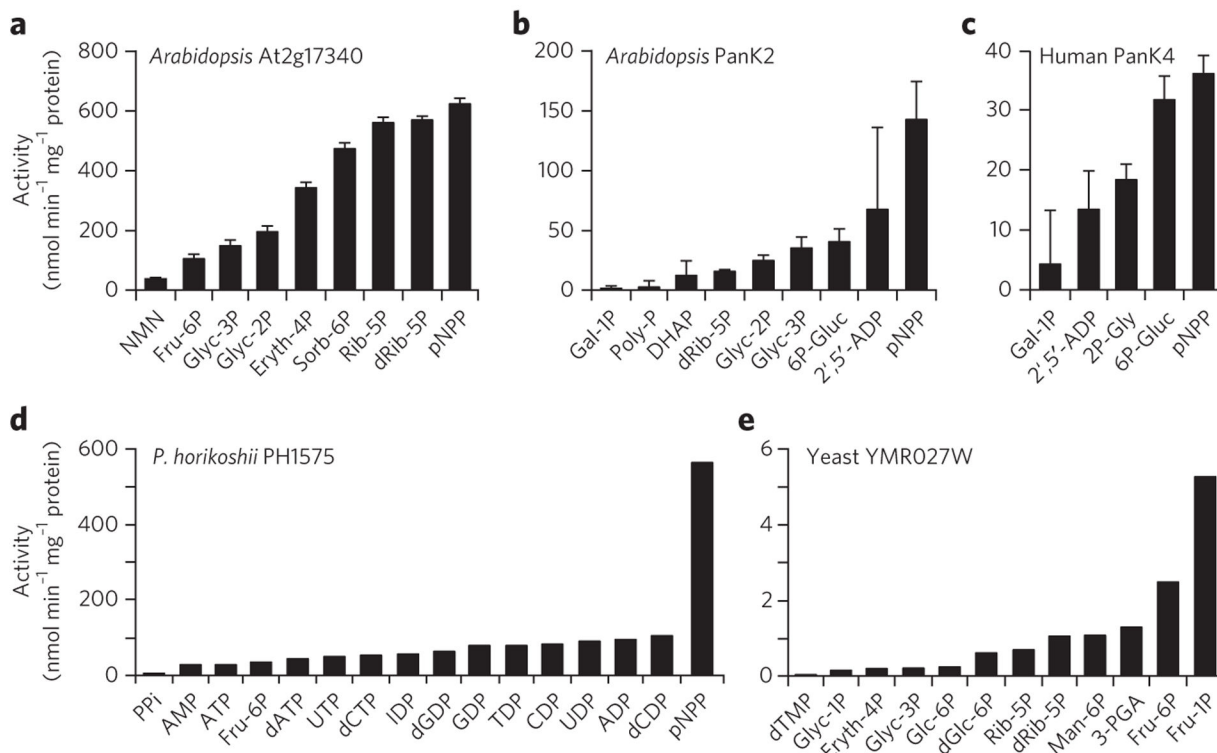 a
Arabidopsis At2g17340
Activity
(nmol min⁻¹ mg⁻¹ protein)
800
600
400
200
0
NMN
Fru-6P
Glyc-3P
Glyc-2P
Eryth-4P
Sorb-6P
Rib-5P
dRib-5P
pNPP
b
Arabidopsis PanK2
200
150
100
50
0
Gal-1P
Poly-P
DHAP
dRib-5P
Glyc-2P
Glyc-3P
6P-Gluc
2′,5′-ADP
pNPP
c
Human PanK4
40
30
20
10
0
Gal-1P
2′,5′-ADP
2P-Gly
6P-Gluc
pNPP
d
P. horikoshii PH1575
Activity
(nmol min⁻¹ mg⁻¹ protein)
600
400
200
0
PPi
AMP
ATP
Fru-6P
dATP
UTP
dCTP
IDP
dGDP
GDP
TDP
CDP
UDP
ADP
dCDP
pNPP
e
Yeast YMR027W
6
4
2
0
dTMP
Glyc-1P
Eryth-4P
Glyc-3P
Glc-6P
dGlc-6P
Rib-5P
dRib-5P
Man-6P
3-PGA
Fru-6P
Fru-1P